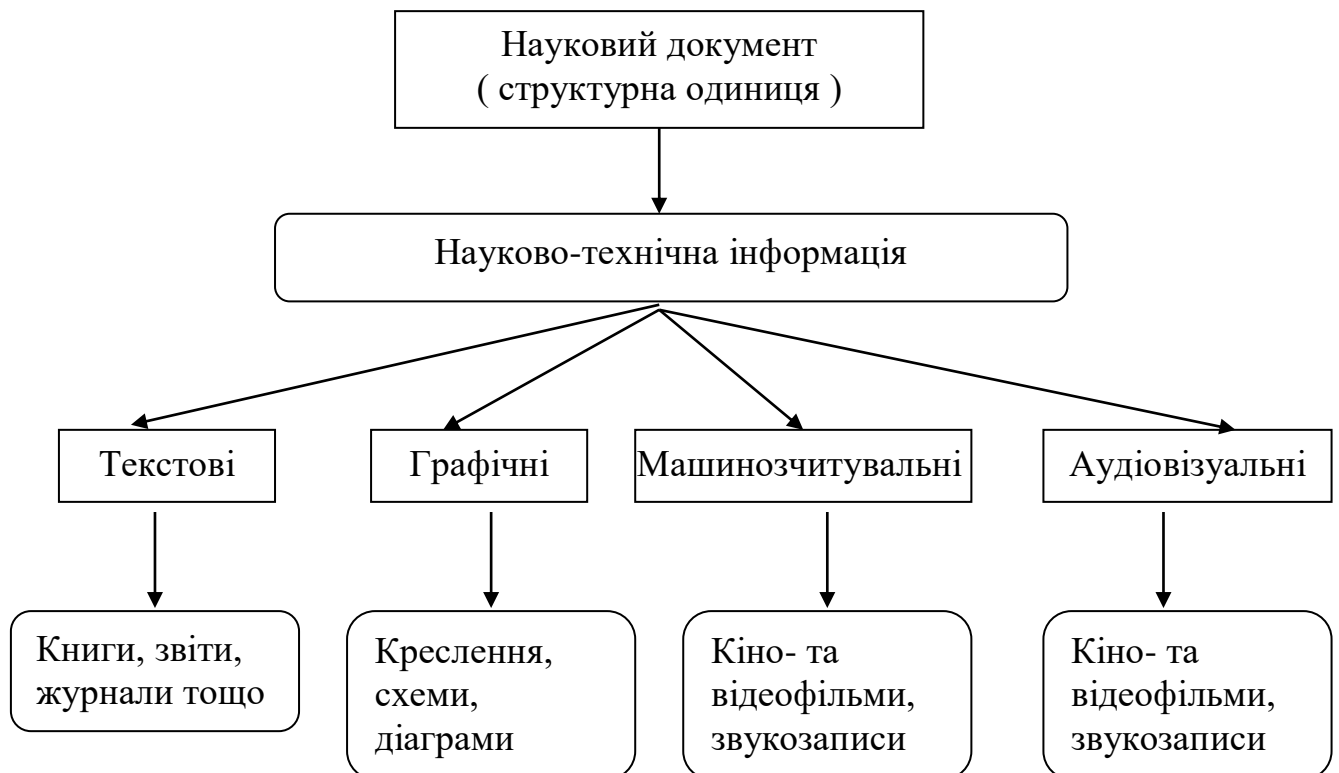 Науковий документ
( структурна одиниця )
Науково-технічна інформація
Текстові
Графічні
Машинозчитувальні
Аудіовізуальні
Книги, звіти,
журнали тощо
Креслення,
схеми,
діаграми
Кіно- та
відеофільми,
звукозаписи
Кіно- та
відеофільми,
звукозаписи